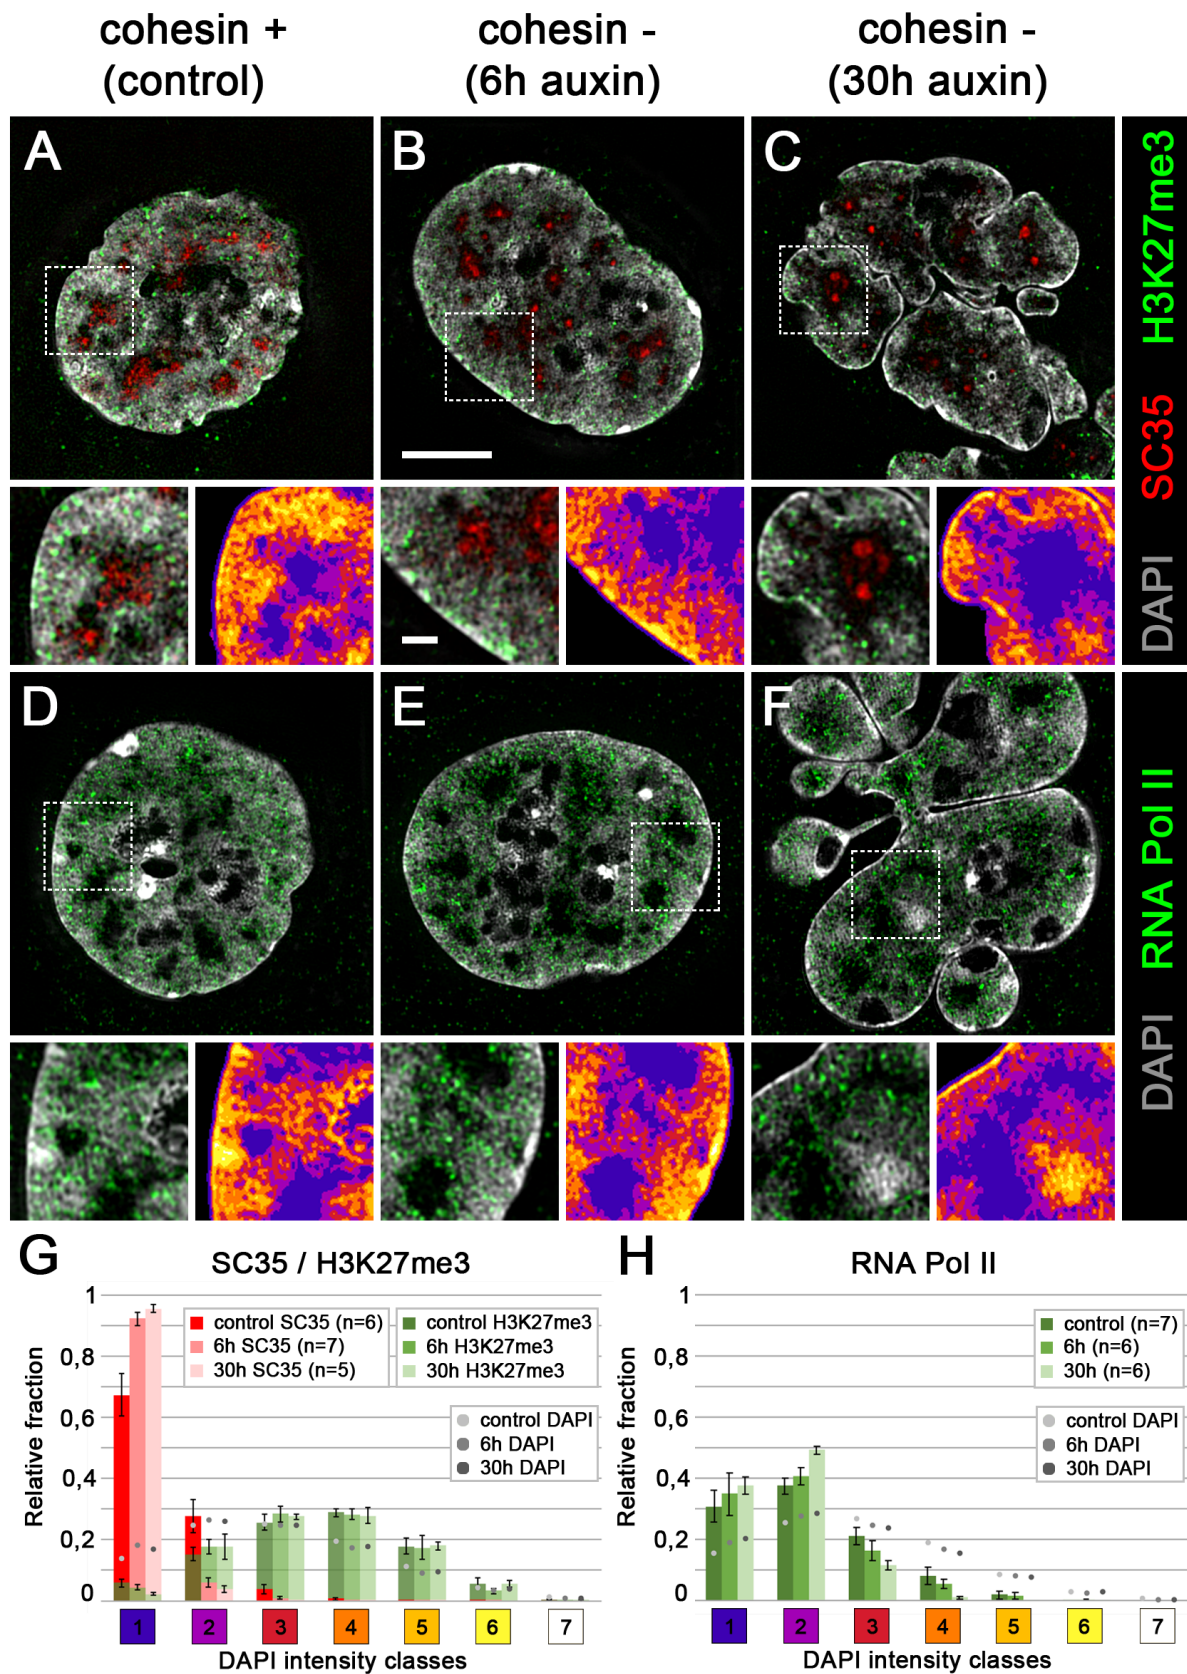 cohesin +
(control)
cohesin -
(6h auxin)
cohesin -
(30h auxin)
A
B
C
DAPI SC35 H3K27me3
D
E
F
DAPI RNA Pol II
G
SC35 / H3K27me3
Relative fraction
1
0,8
0,6
0,4
0,2
0
control SC35 (n=6)
6h SC35 (n=7)
30h SC35 (n=5)
control H3K27me3
6h H3K27me3
30h H3K27me3
control DAPI
6h DAPI
30h DAPI
1 2 3 4 5 6 7
DAPI intensity classes
H
RNA Pol II
Relative fraction
1
0,8
0,6
0,4
0,2
0
control (n=7)
6h (n=6)
30h (n=6)
control DAPI
6h DAPI
30h DAPI
1 2 3 4 5 6 7
DAPI intensity classes